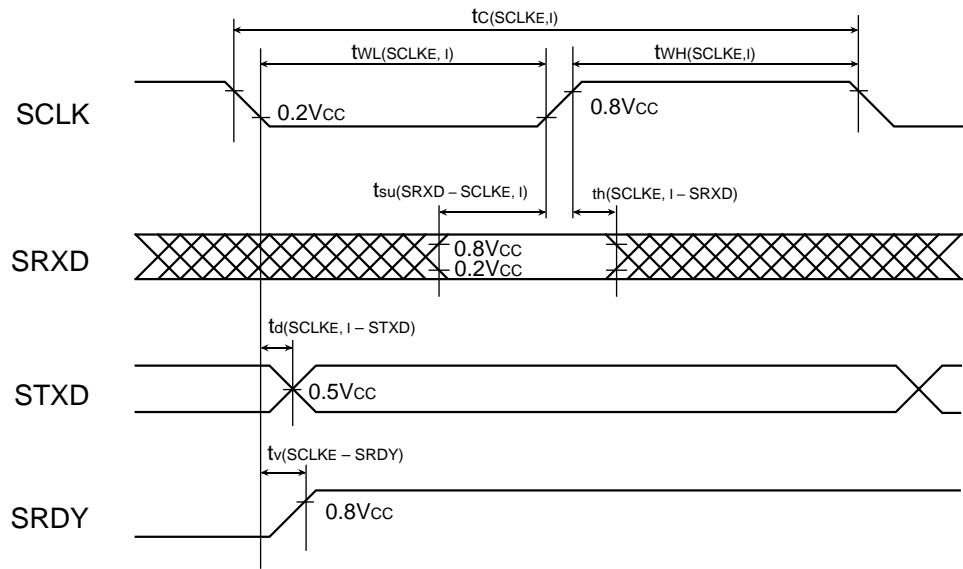 tC(SCLKE,I)
tWL(SCLKE, I)
tWH(SCLKE,I)
SCLK
0.2VCC
0.8VCC
tsu(SRXD – SCLKE, I)
th(SCLKE, I – SRXD)
SRXD
0.8VCC
0.2VCC
td(SCLKE, I – STXD)
STXD
0.5VCC
tv(SCLKE – SRDY)
SRDY
0.8VCC